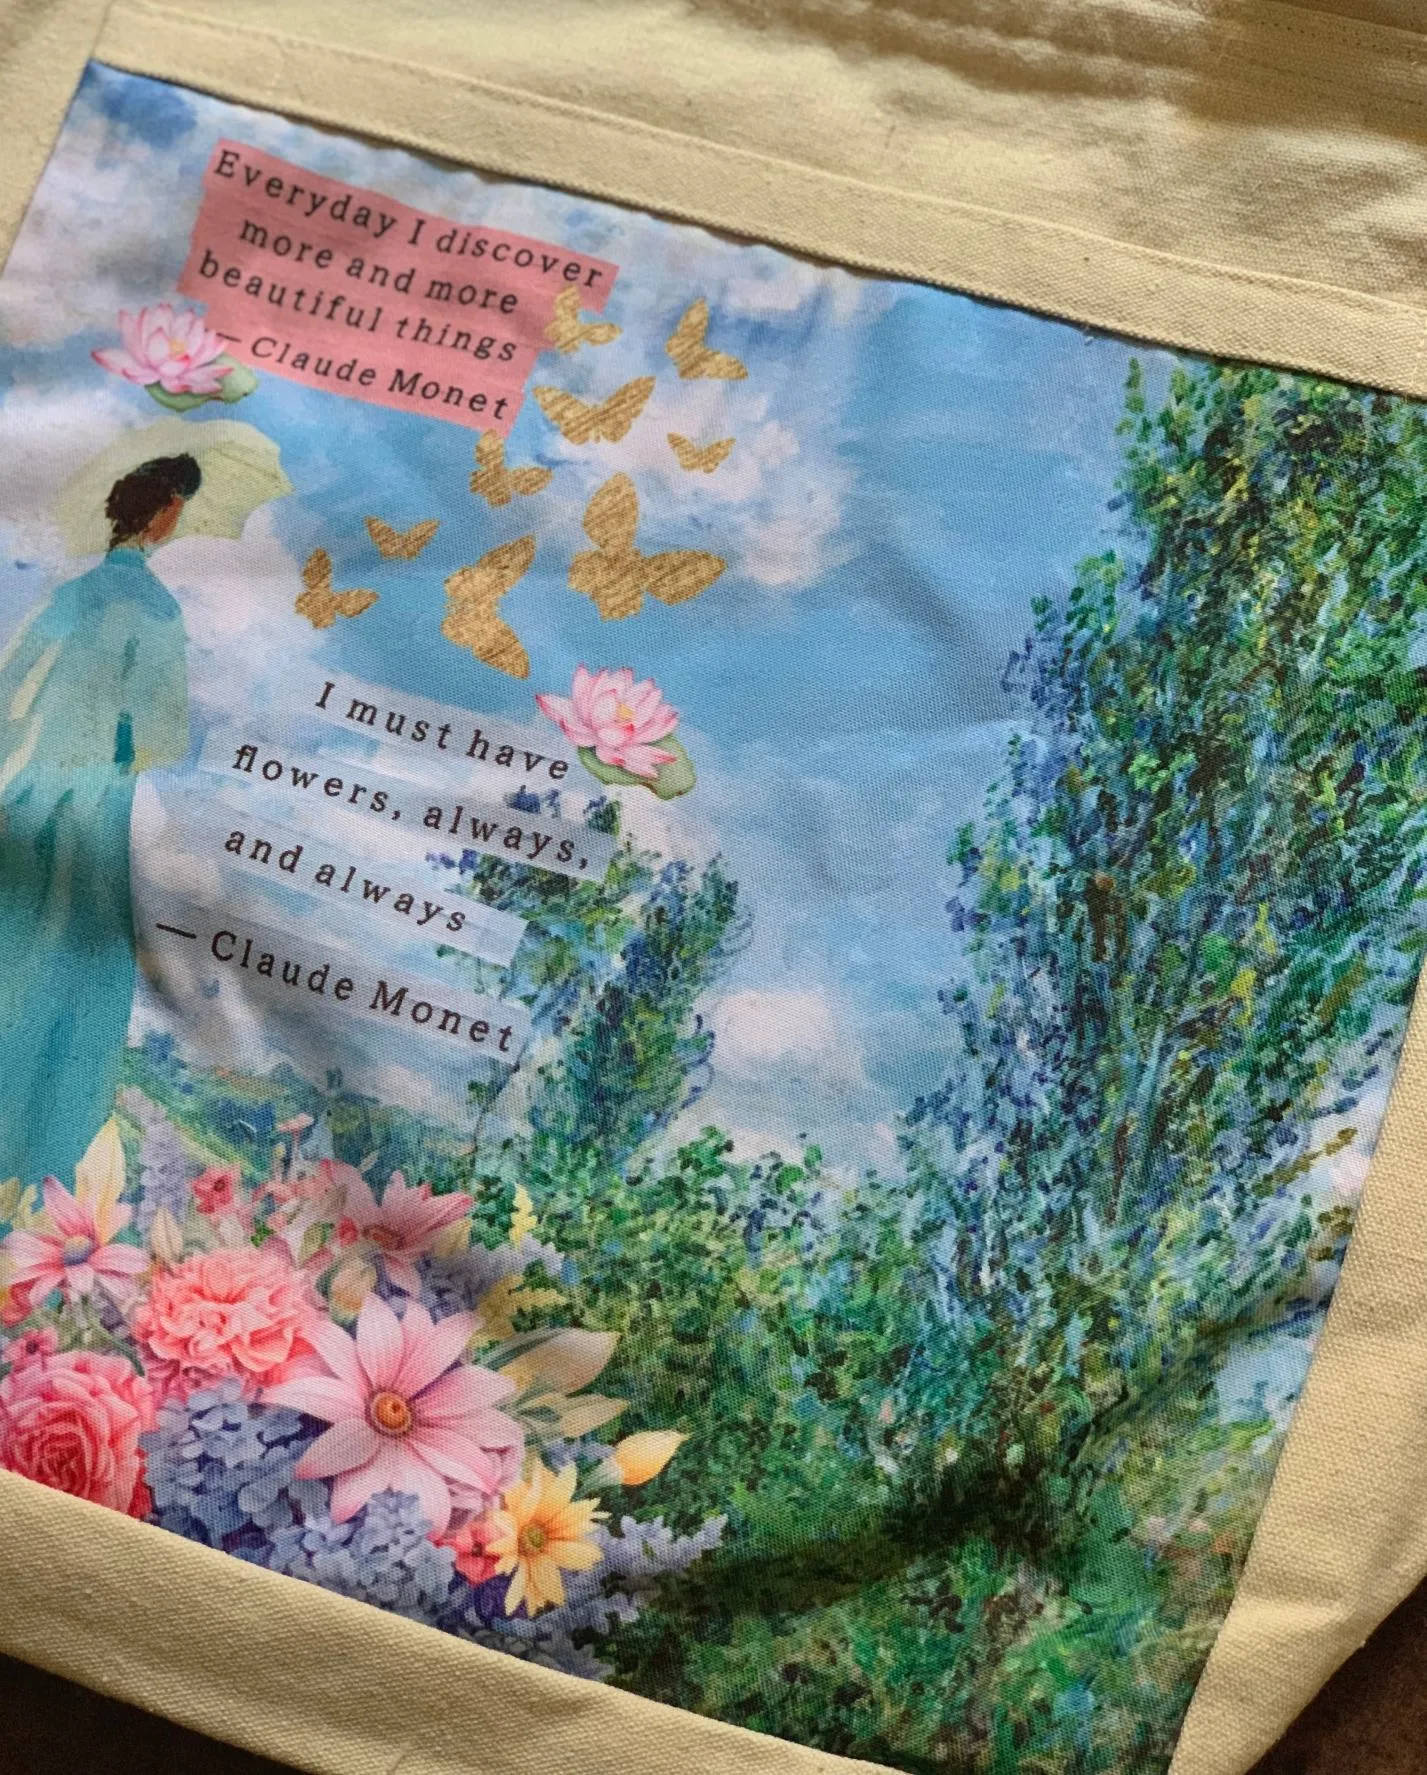 Everyday I discover
more and more
beautiful things
— Claude Monet
I must have
flowers, always,
and always
— Claude Monet